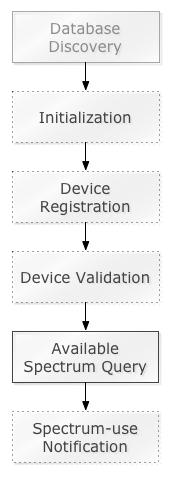 Database
Discovery
Initialization
Device
Registration
Device Validation
Available
Spectrum Query
Spectrum-use
Notification